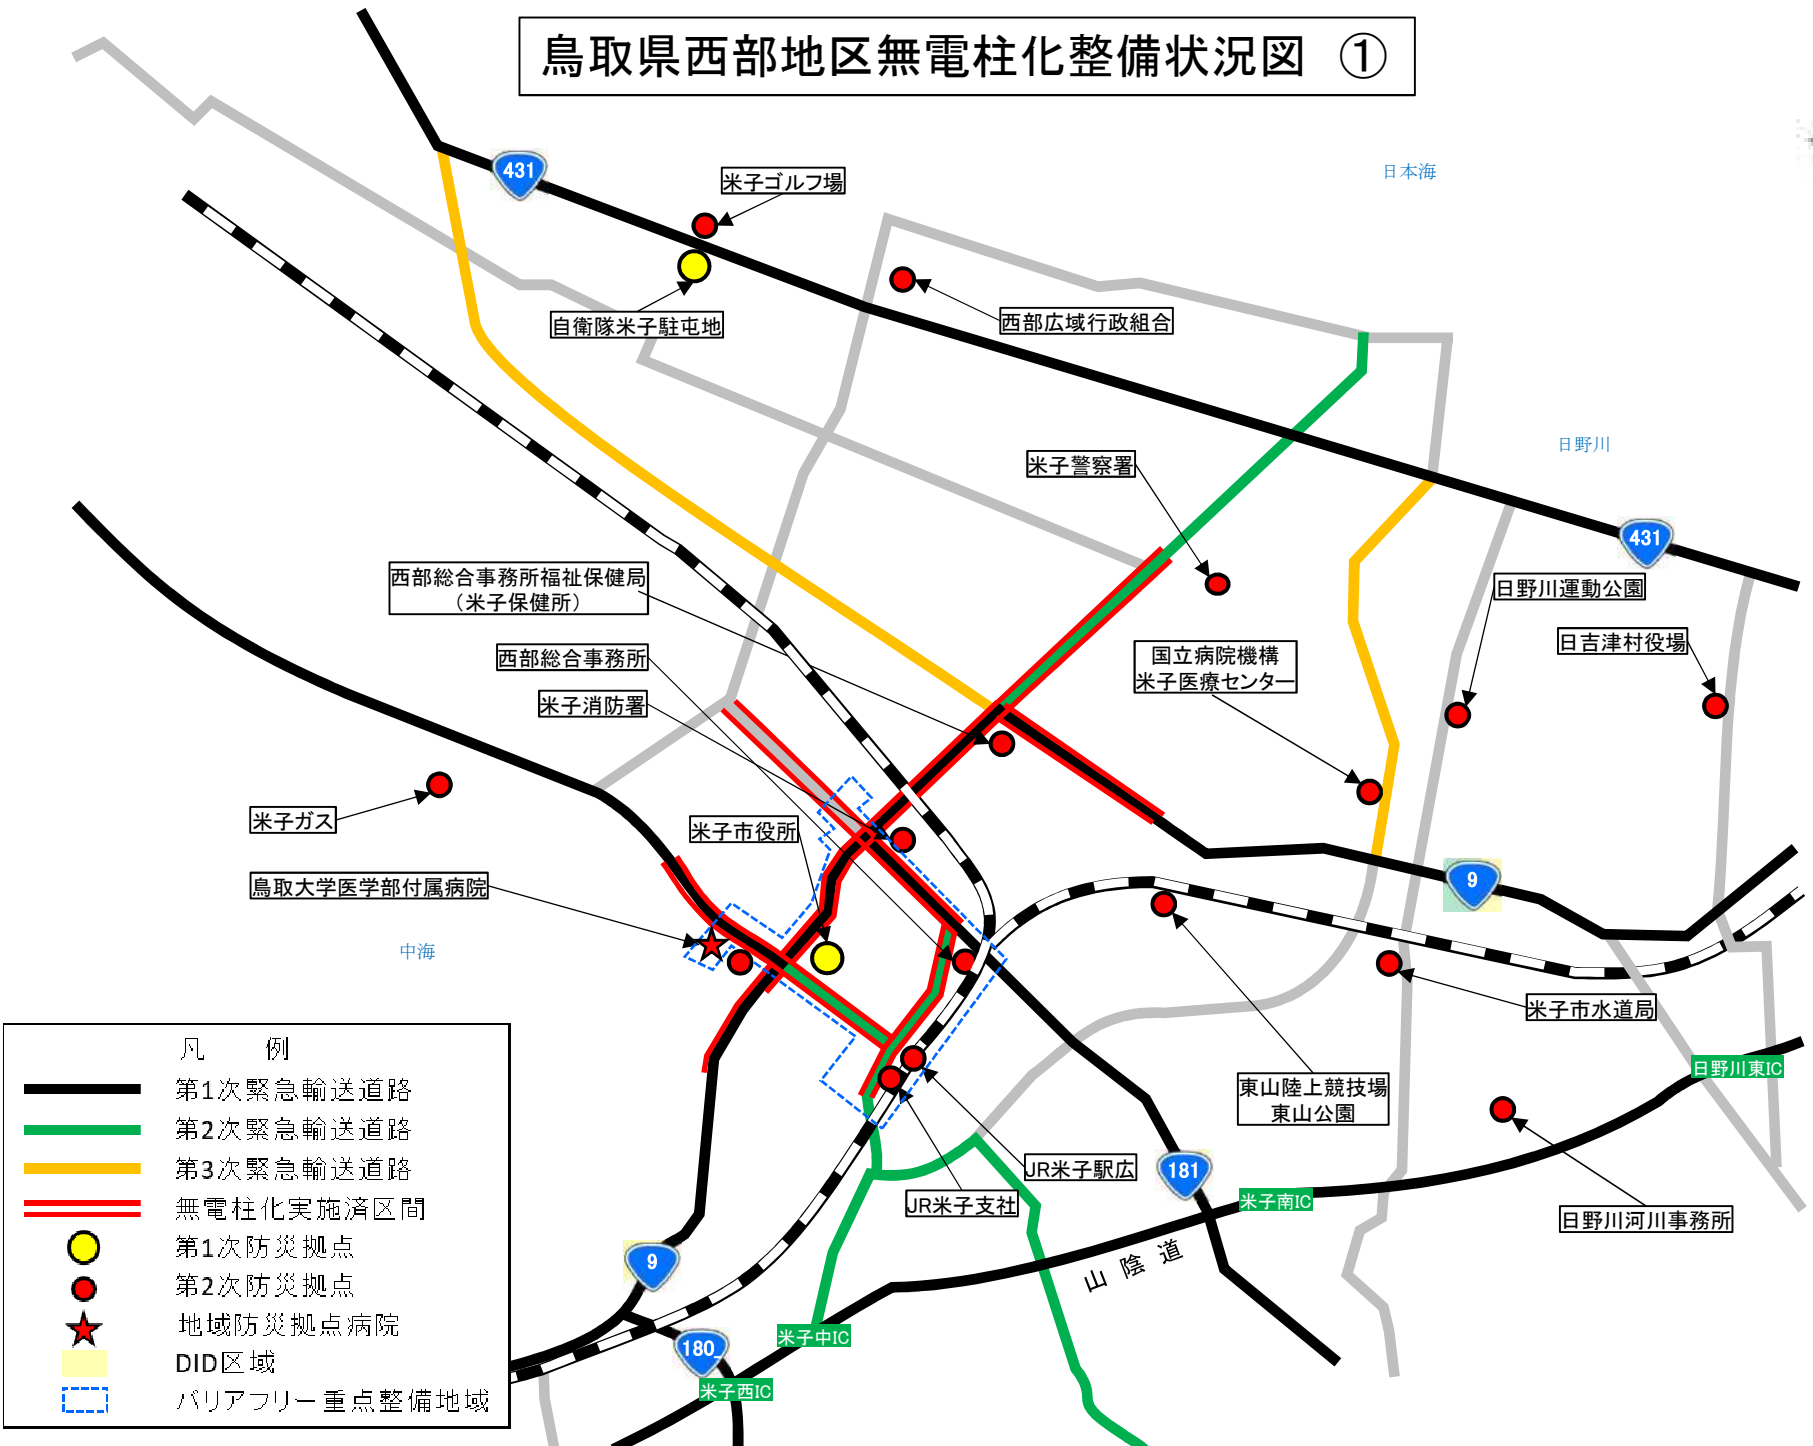 鳥取県西部地区無電柱化整備状況図 ①
431
米子ゴルフ場
日本海
自衛隊米子駐屯地
西部広域行政組合
日野川
米子警察署
431
西部総合事務所福祉保健局
（米子保健所）
日野川運動公園
日吉津村役場
西部総合事務所
国立病院機構
米子医療センター
米子消防署
米子ガス
米子市役所
鳥取大学医学部付属病院
9
中海
米子市水道局
日野川東IC
東山陸上競技場
東山公園
JR米子駅広
181
JR米子支社
米子南IC
日野川河川事務所
山陰道
9
米子中IC
180
米子西IC
凡 例
第1次緊急輸送道路
第2次緊急輸送道路
第3次緊急輸送道路
無電柱化実施済区間
第1次防災拠点
第2次防災拠点
地域防災拠点病院
DID区域
バリアフリー重点整備地域